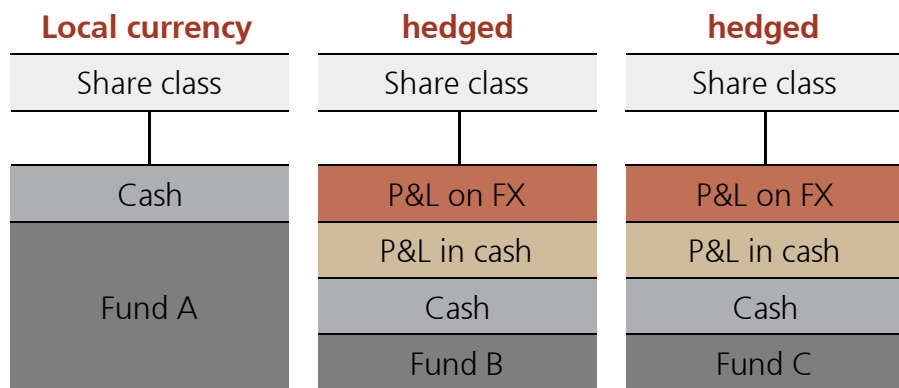 Local currency
Share class
Cash
Fund A
hedged
Share class
P&L on FX
P&L in cash
Cash
Fund B
hedged
Share class
P&L on FX
P&L in cash
Cash
Fund C